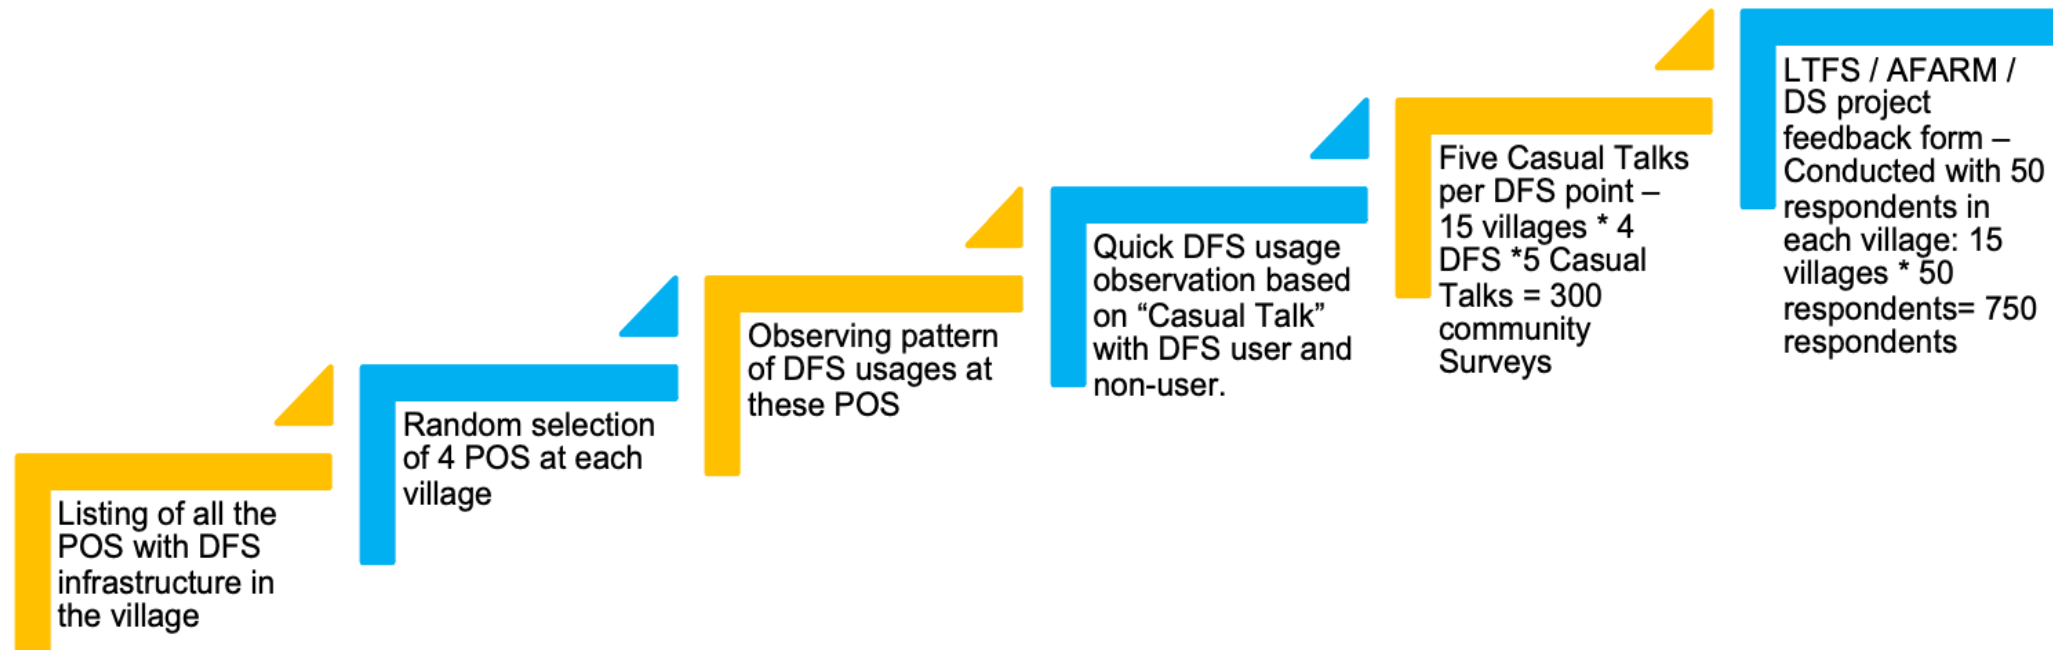 Listing of all the
POS with DFS
infrastructure in
the village
Random selection
of 4 POS at each
village
Observing pattern
of DFS usages at
these POS
Quick DFS usage
observation based
on “Casual Talk”
with DFS user and
non-user.
Five Casual Talks
per DFS point –
15 villages * 4
DFS *5 Casual
Talks = 300
community
Surveys
LTFS / AFARM /
DS project
feedback form –
Conducted with 50
respondents in
each village: 15
villages * 50
respondents= 750
respondents